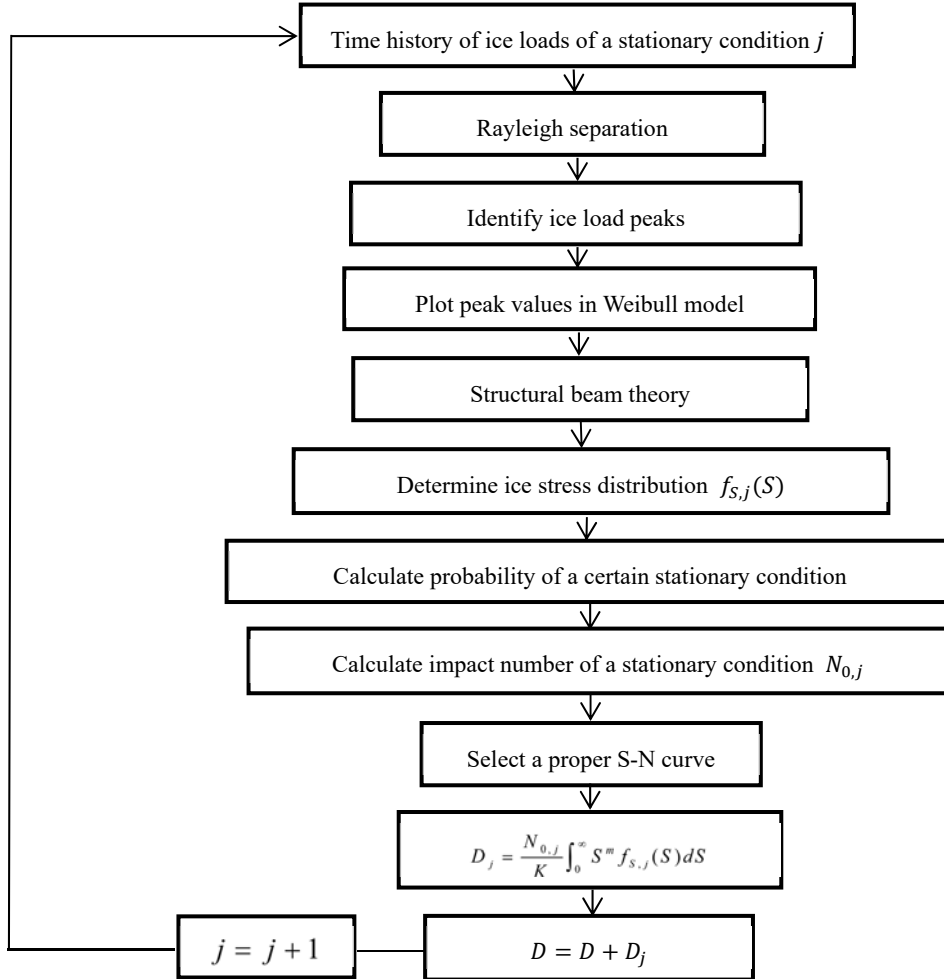 Time history of ice loads of a stationary condition j
Rayleigh separation
Identify ice load peaks
Plot peak values in Weibull model
Structural beam theory
Determine ice stress distribution f_{S,j}(S)
Calculate probability of a certain stationary condition
Calculate impact number of a stationary condition N_{0,j}
Select a proper S-N curve
D_j = \frac{N_{0,j}}{K} \int_0^∞ S^m f_{S,j}(S)dS
j = j + 1
D = D + D_j